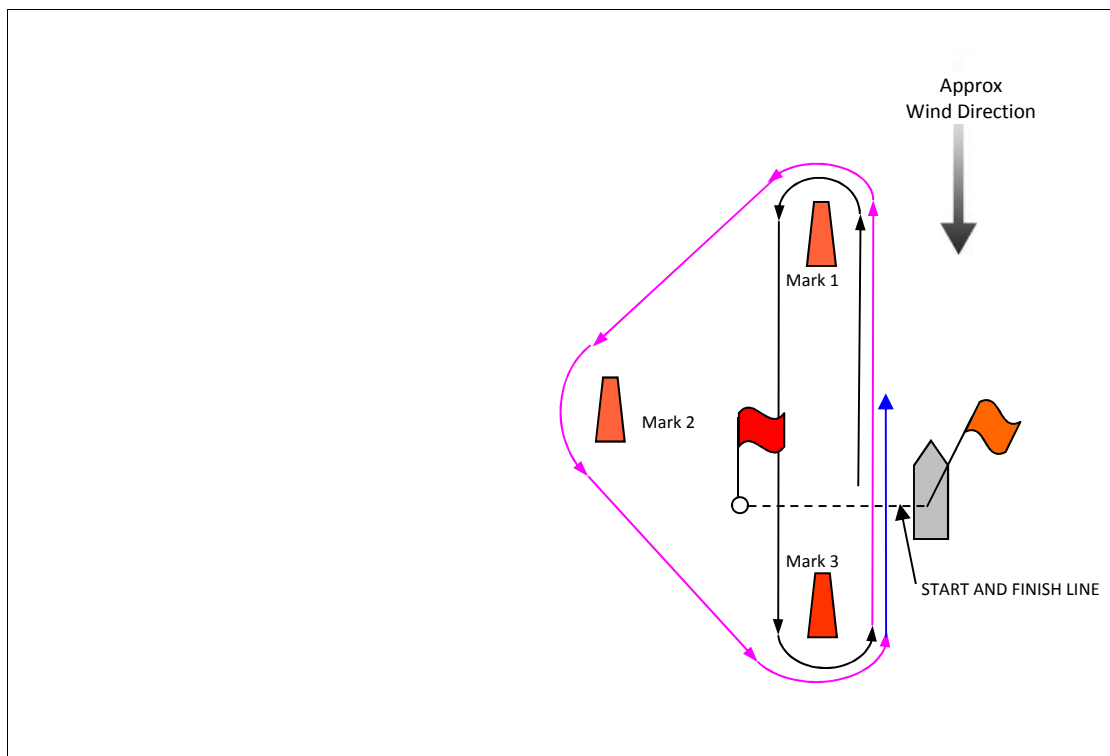 Approx
Wind Direction
Mark 1
Mark 2
Mark 3
START AND FINISH LINE